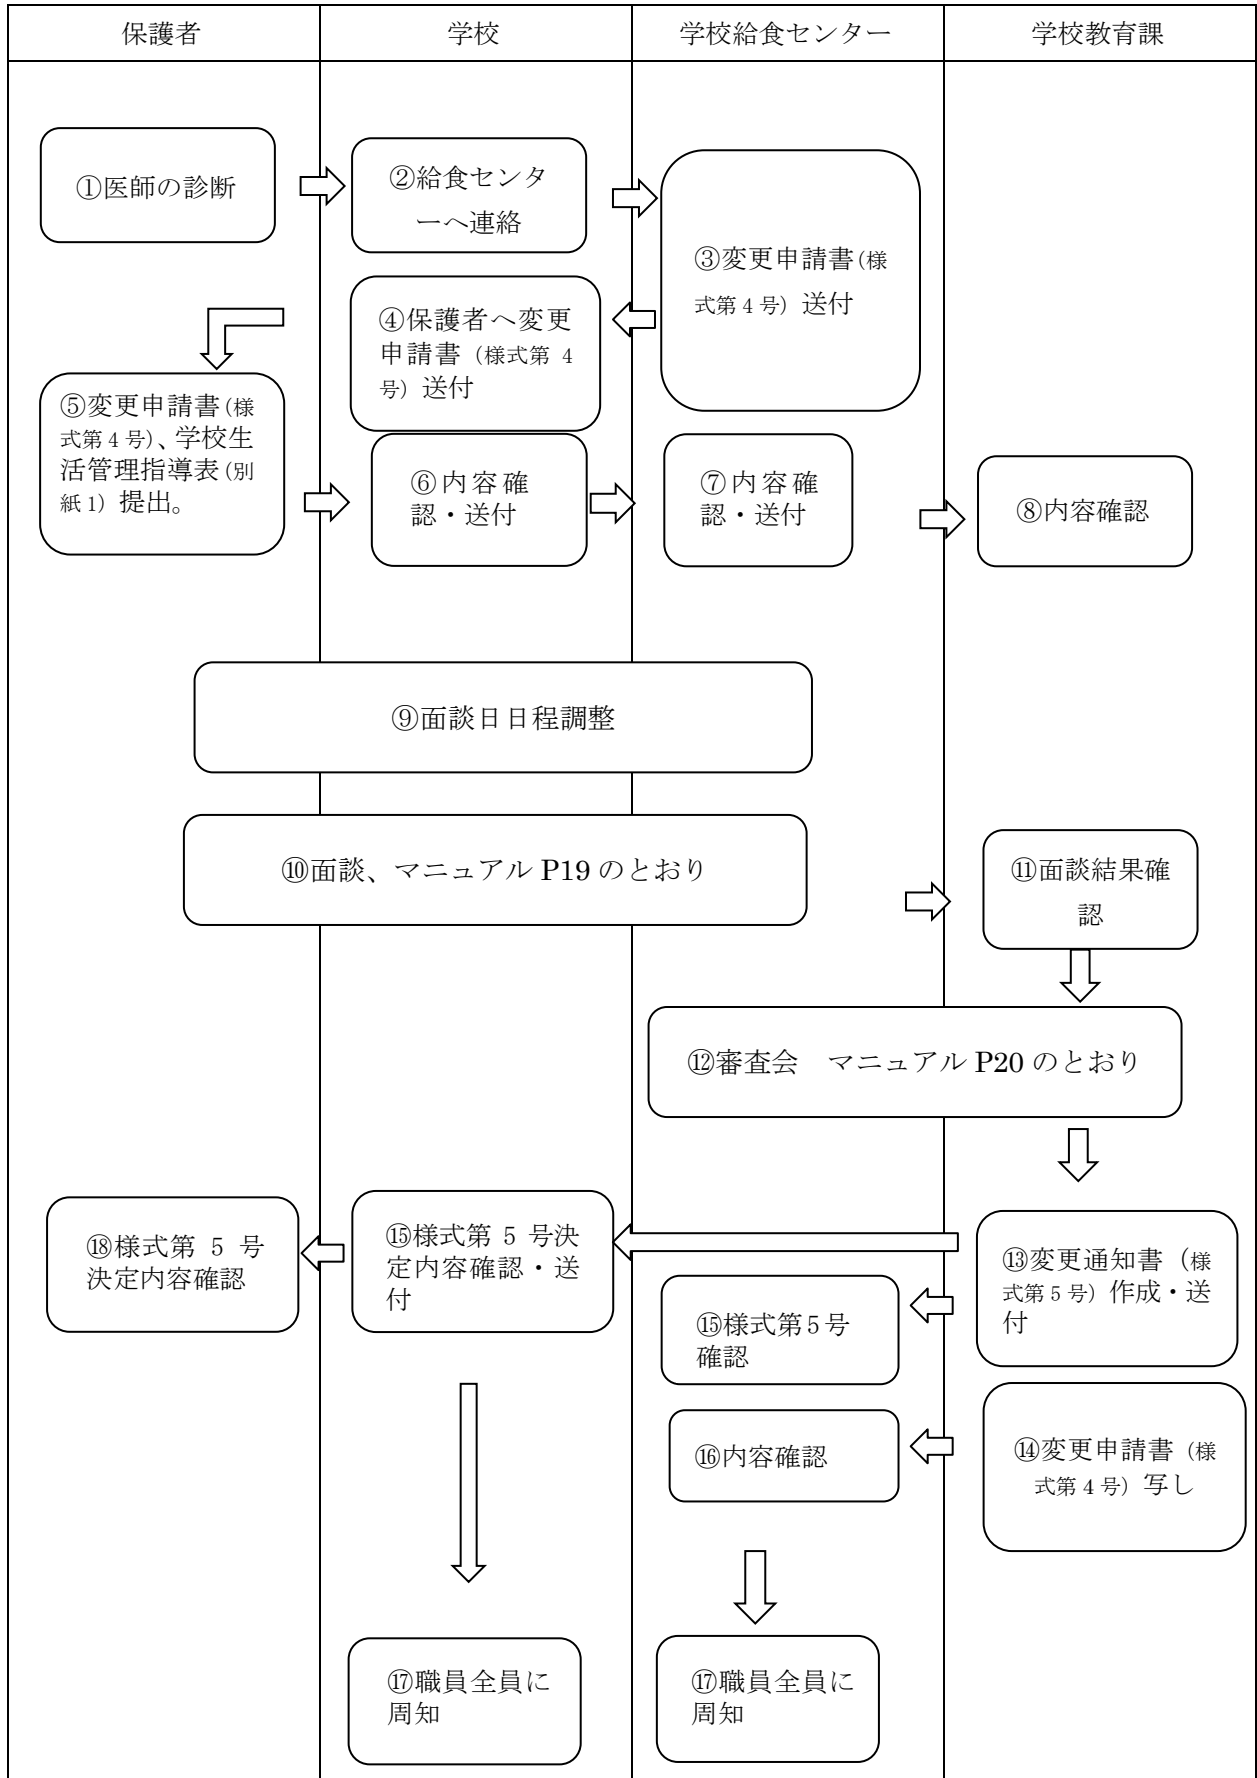 保護者
学校
学校給食センター
学校教育課
①医師の診断
②給食センタ
ーへ連絡
③変更申請書(様
式第4号)送付
④保護者へ変更
申請書(様式第 4
号)送付
⑤変更申請書(様
式第4号)、学校生
活管理指導表(別
紙1)提出。
⑥内容確
認・送付
⑦内容確
認・送付
⑧内容確認
⑨面談日日程調整
⑩面談、マニュアル P19 のとおり
⑪面談結果確
認
⑫審査会　マニュアル P20 のとおり
⑬変更通知書(様
式第5号)作成・送
付
⑱様式第 5 号
決定内容確認
⑮様式第 5 号決
定内容確認・送
付
⑮様式第5号
確認
⑭変更申請書(様
式第4号)写し
⑯内容確認
⑰職員全員に
周知
⑰職員全員に
周知